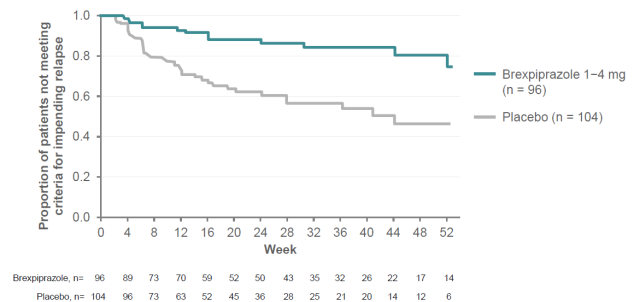 Proportion of patients not meeting
criteria for impending relapse
1.0
0.8
0.6
0.4
0.2
0.0
0 4 8 12 16 20 24 28 32 36 40 44 48 52
Week
Brexpiprazole 1−4 mg
(n = 96)
Placebo (n = 104)
Brexpiprazole, n= 96 89 73 70 59 52 50 43 35 32 26 22 17 14
Placebo, n= 104 96 73 63 52 45 36 28 25 21 20 14 12 6